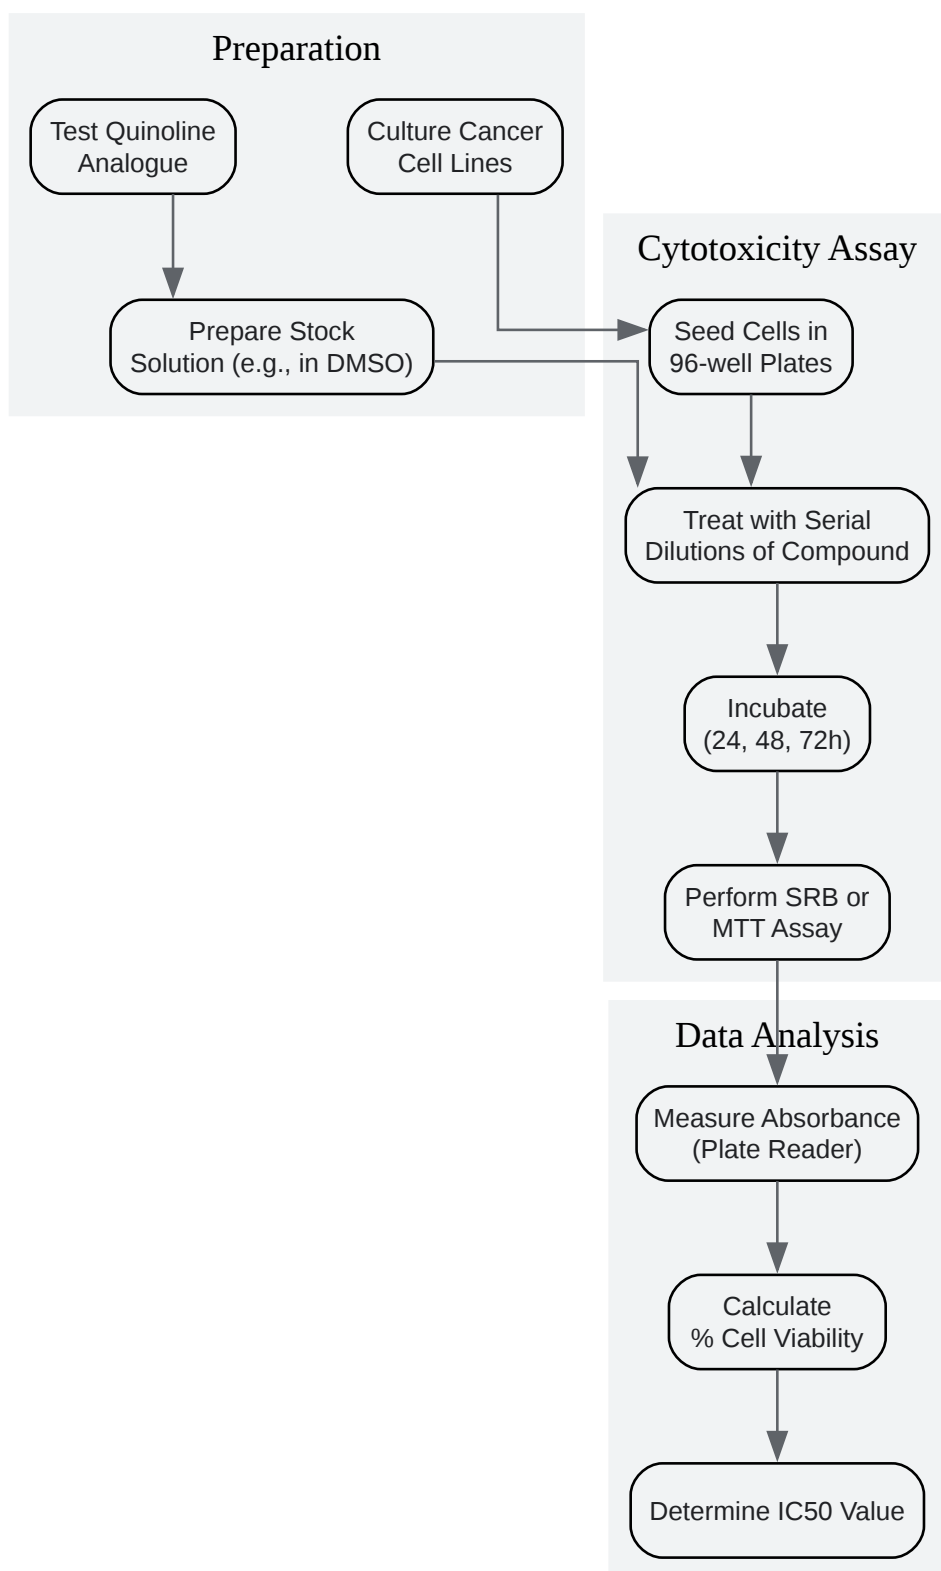 Preparation
Test Quinoline
Analogue
Culture Cancer
Cell Lines
Prepare Stock
Solution (e.g., in DMSO)
Cytotoxicity Assay
Seed Cells in
96-well Plates
Treat with Serial
Dilutions of Compound
Incubate
(24, 48, 72h)
Perform SRB or
MTT Assay
Data Analysis
Measure Absorbance
(Plate Reader)
Calculate
% Cell Viability
Determine IC50 Value